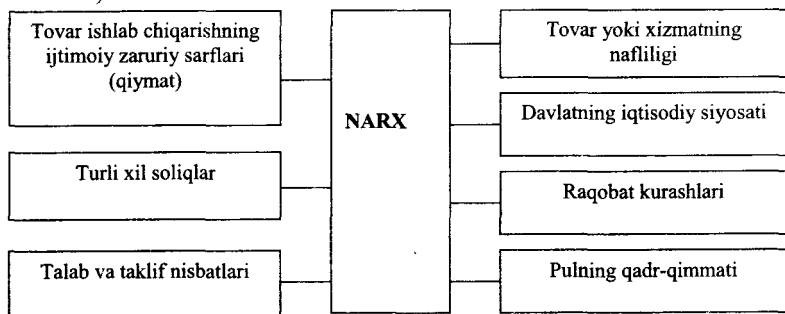 Tovar ishlab chiqarishning
ijtimoiy zaruriy sarflari
(qiymat)
Turli xil soliqlar
Talab va taklif nisbatlari
NARX
Tovar yoki xizmatning
nafliligi
Davlatning iqtisodiy siyosati
Raqobat kurashlari
Pulning qadr-qimmati